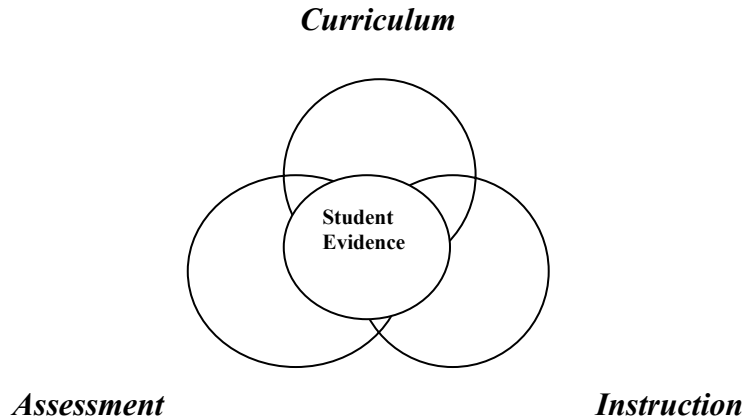 Curriculum
Student
Evidence
Assessment
Instruction